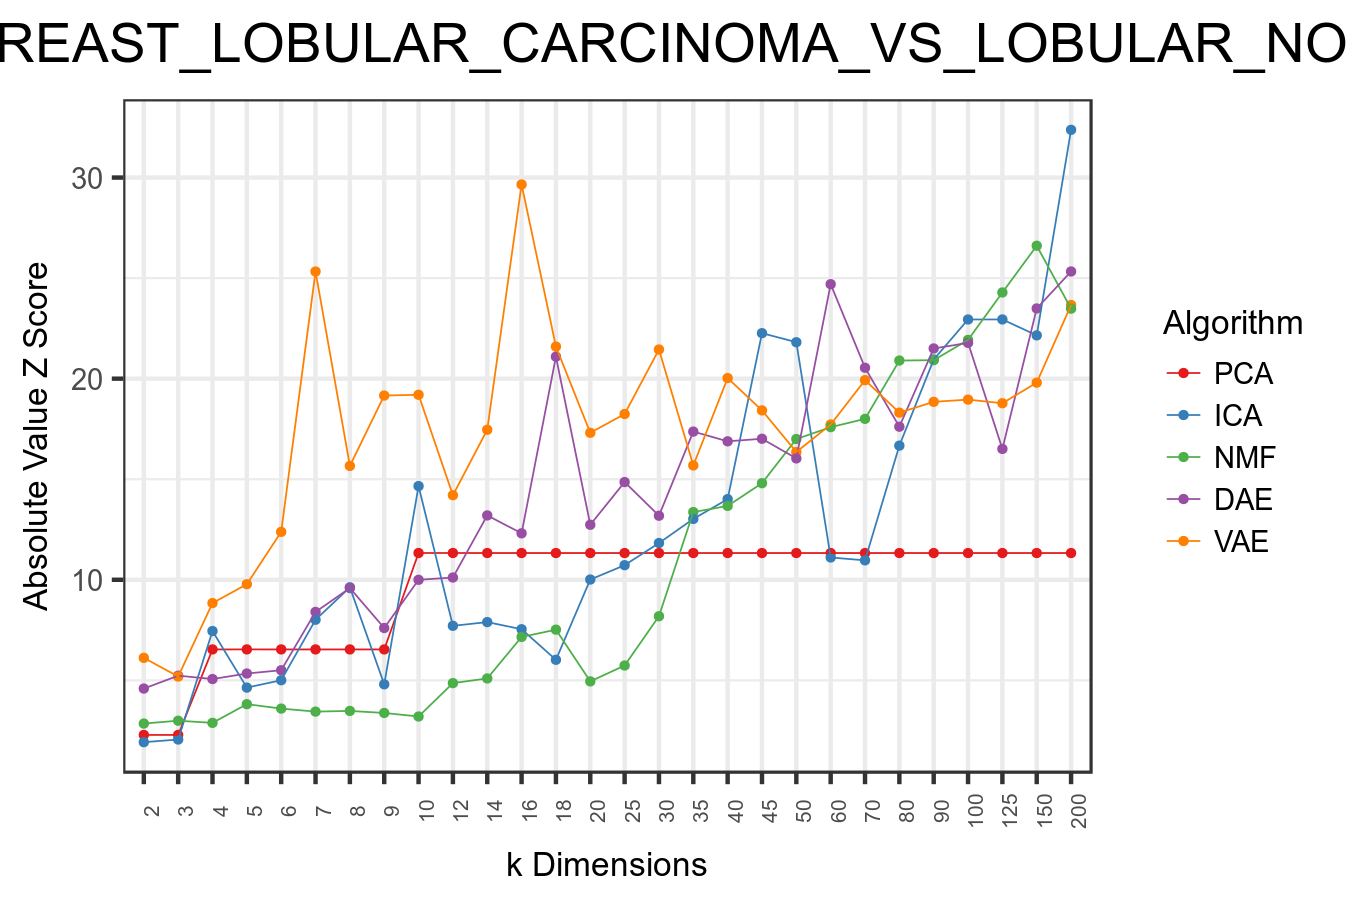 REAST_LOBULAR_CARCINOMA_VS_LOBULAR_NO
Absolute Value Z Score
30
20
10
2 3 4 5 6 7 8 9 10 12 14 16 18 20 25 30 35 40 45 50 60 70 80 90 100 125 150 200
k Dimensions
Algorithm
PCA
ICA
NMF
DAE
VAE